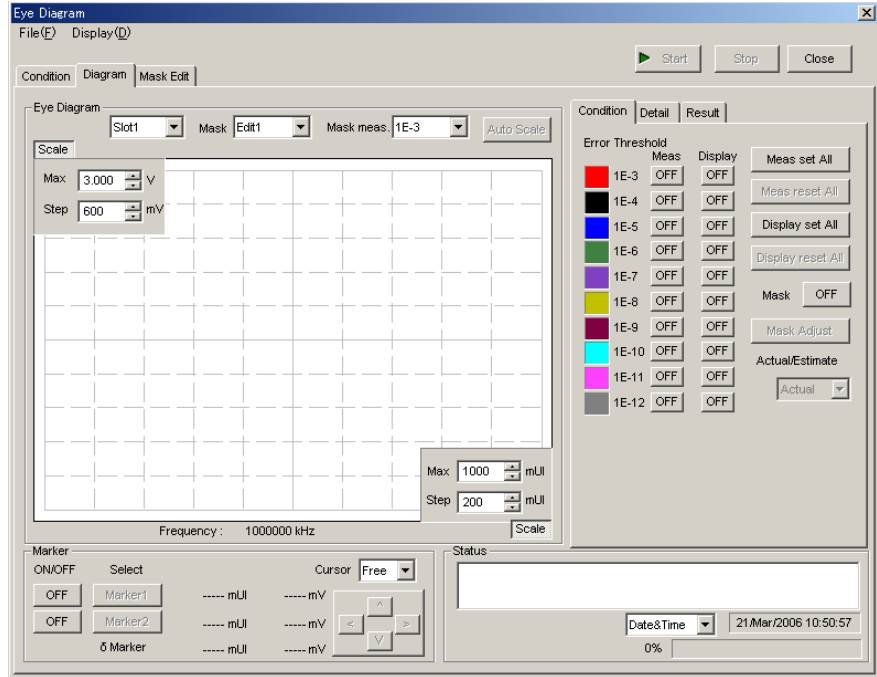 Eye Diagram
File(F) Display(D)
Start Stop Close
Condition Diagram Mask Edit
Eye Diagram
Slot1 Mask Edit1 Mask meas. 1E-3 Auto Scale
Scale
Max 3.000 V
Step 600 mV
Max 1000 mUI
Step 200 mUI
Frequency : 1000000 kHz
Scale
Condition Detail Result
Error Threshold
Meas Display
1E-3 OFF OFF
1E-4 OFF OFF
1E-5 OFF OFF
1E-6 OFF OFF
1E-7 OFF OFF
1E-8 OFF OFF
1E-9 OFF OFF
1E-10 OFF OFF
1E-11 OFF OFF
1E-12 OFF OFF
Meas set All
Meas reset All
Display set All
Display reset All
Mask OFF
Mask Adjust
Actual/Estimate
Actual
Marker
ON/OFF Select Cursor Free
OFF Marker1 ----- mUI ----- mV
OFF Marker2 ----- mUI ----- mV
δ Marker ----- mUI ----- mV
^
< >
V
Status
Date&Time 21/Mar/2006 10:50:57
0%